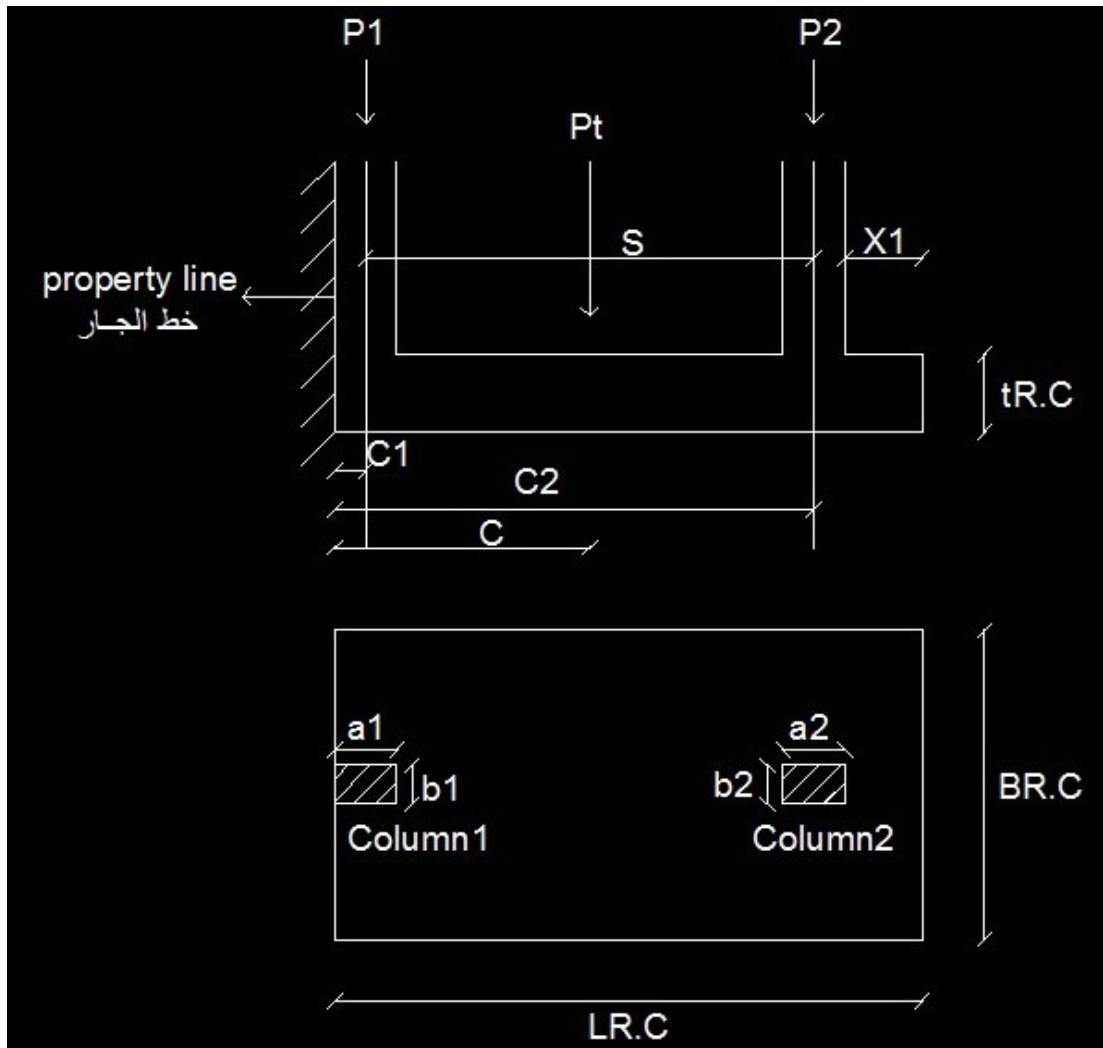 P1
P2
Pt
S
X1
property line
خط الجـار
tR.C
C1
C2
C
a1
a2
b1
b2
BR.C
Column1
Column2
LR.C